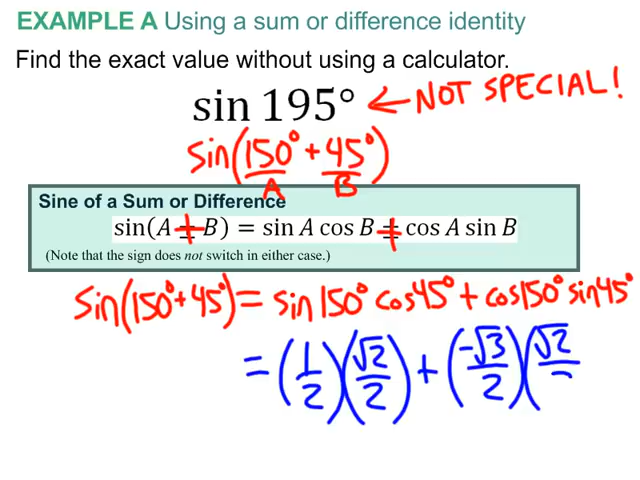 EXAMPLE A Using a sum or difference identity
Find the exact value without using a calculator.
sin 195° ← NOT SPECIAL!
sin(150° + 45°)
A B
Sine of a Sum or Difference
sin(A + B) = sin A cos B + cos A sin B
(Note that the sign does not switch in either case.)
sin(150° + 45°) = sin 150° cos 45° + cos 150° sin 45°
= (1/2)(√2/2) + (-√3/2)(√2/